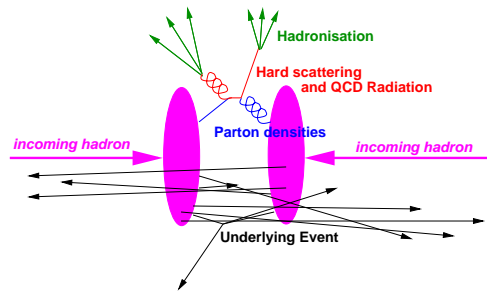 Hadronisation
Hard scattering
and QCD Radiation
Parton densities
incoming hadron
incoming hadron
Underlying Event